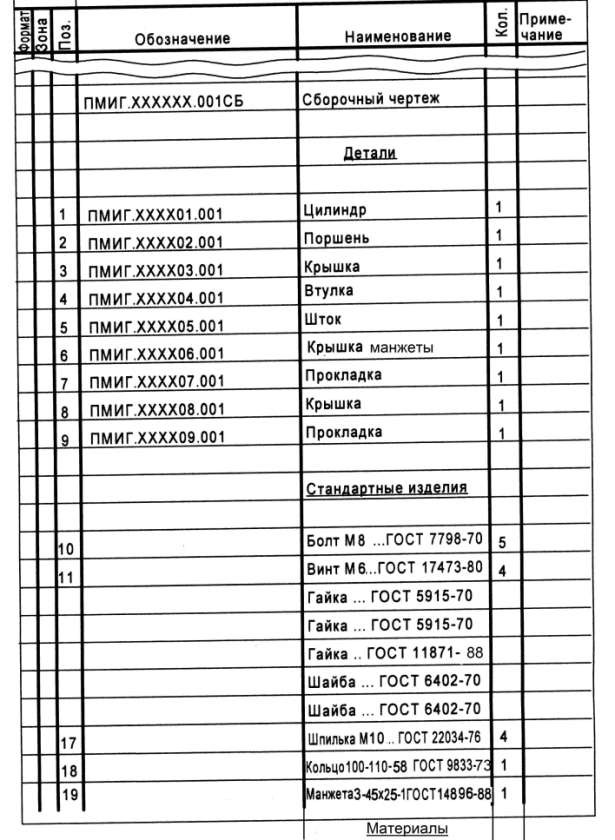 Формат Зона Поз. Обозначение Наименование Кол. Приме-
чание
ПМИГ.XXXXXX.001СБ Сборочный чертеж
Детали
1 ПМИГ.XXXX01.001 Цилиндр 1
2 ПМИГ.XXXX02.001 Поршень 1
3 ПМИГ.XXXX03.001 Крышка 1
4 ПМИГ.XXXX04.001 Втулка 1
5 ПМИГ.XXXX05.001 Шток 1
6 ПМИГ.XXXX06.001 Крышка манжеты 1
7 ПМИГ.XXXX07.001 Прокладка 1
8 ПМИГ.XXXX08.001 Крышка 1
9 ПМИГ.XXXX09.001 Прокладка 1
Стандартные изделия
10 Болт М8 ...ГОСТ 7798-70 5
11 Винт М6...ГОСТ 17473-80 4
Гайка ... ГОСТ 5915-70
Гайка ... ГОСТ 5915-70
Гайка .. ГОСТ 11871- 88
Шайба ... ГОСТ 6402-70
Шайба ... ГОСТ 6402-70
17 Шпилька М10 .. ГОСТ 22034-76 4
18 Кольцо100-110-58 ГОСТ 9833-73 1
19 Манжета3-45х25-1ГОСТ14896-88 1
Материалы